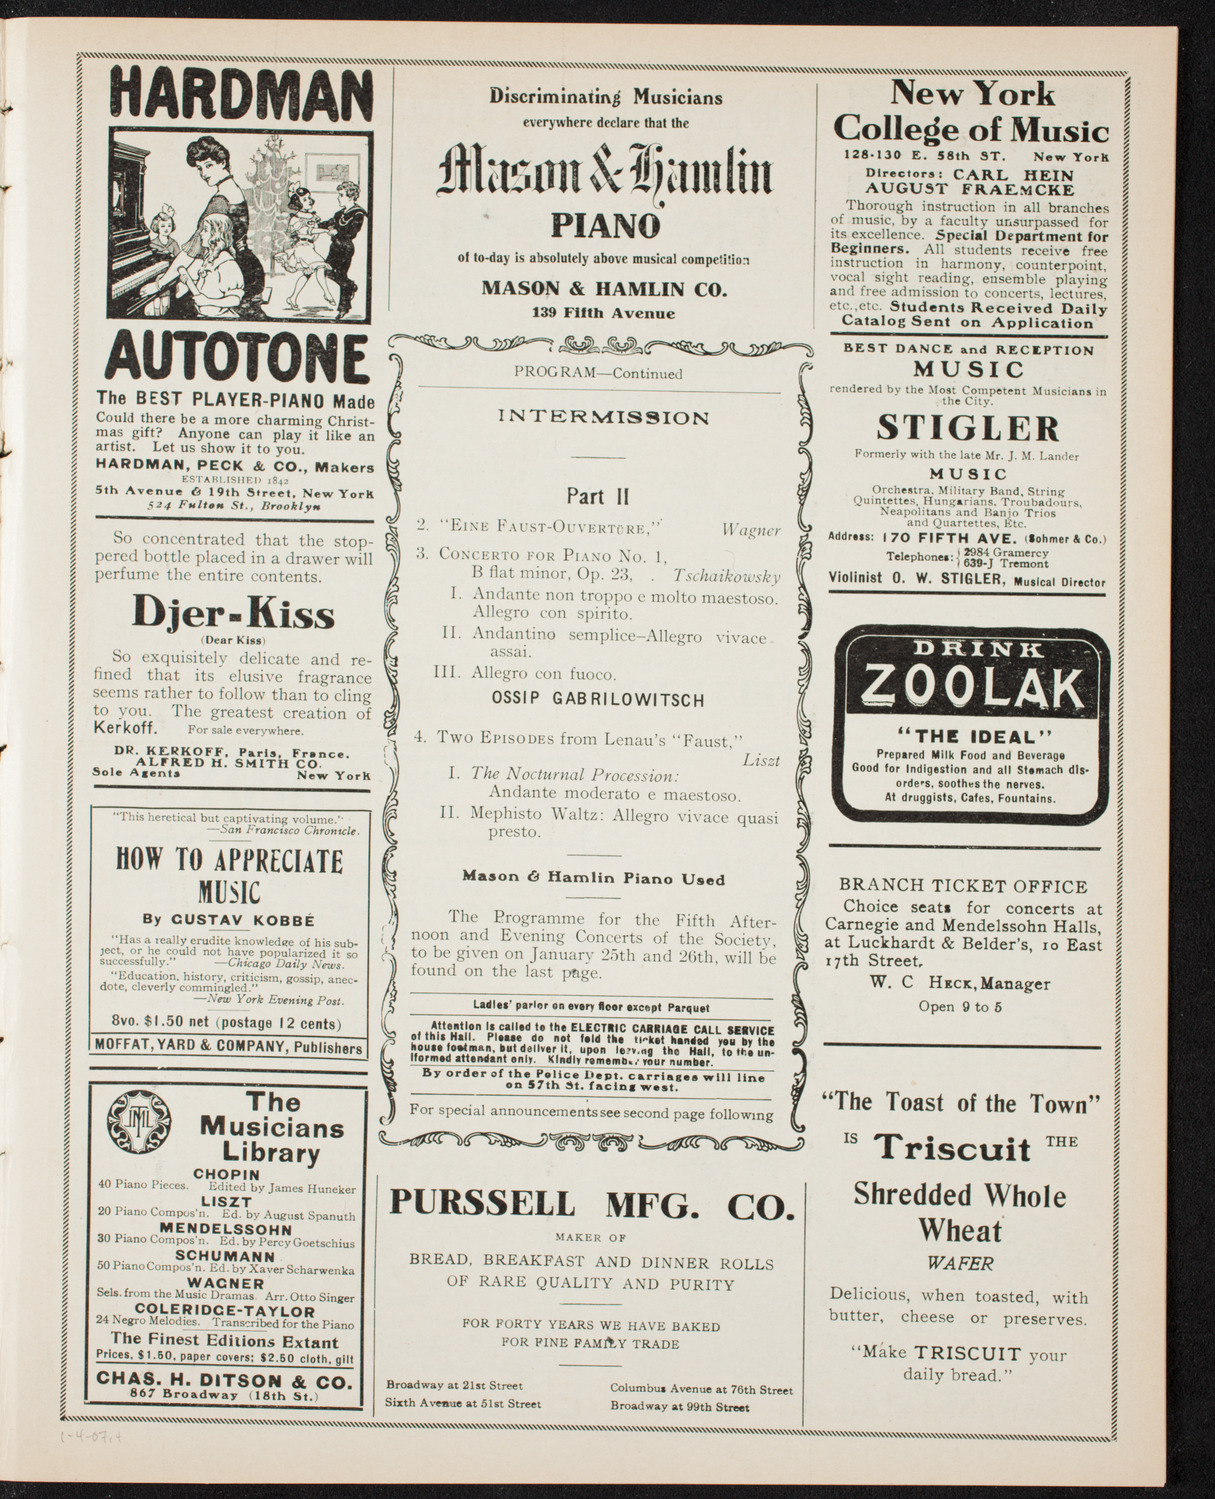 HARDMAN
AUTOTONE
The BEST PLAYER-PIANO Made
Could there be a more charming Christ-
mas gift? Anyone can play it like an
artist. Let us show it to you.
HARDMAN, PECK & CO., Makers
ESTABLISHED 1842
5th Avenue & 19th Street, New York
524 Fulton St., Brooklyn
So concentrated that the stop-
pered bottle placed in a drawer will
perfume the entire contents.
Djer-Kiss
(Dear Kiss)
So exquisitely delicate and re-
fined that its elusive fragrance
seems rather to follow than to cling
to you. The greatest creation of
Kerkoff. For sale everywhere.
DR. KERKOFF, Paris, France.
ALFRED H. SMITH CO.
Sole Agents New York
"This heretical but captivating volume."
—San Francisco Chronicle.
HOW TO APPRECIATE
MUSIC
By GUSTAV KOBBÉ
"Has a really erudite knowledge of his sub-
ject, or he could not have popularized it so
successfully." —Chicago Daily News.
"Education, history, criticism, gossip, anec-
dote, cleverly commingled."
—New York Evening Post.
8vo. $1.50 net (postage 12 cents)
MOFFAT, YARD & COMPANY, Publishers
The
Musicians
Library
CHOPIN
40 Piano Pieces. Edited by James Huneker
LISZT
20 Piano Compos'n. Ed. by August Spanuth
MENDELSSOHN
30 Piano Compos'n. Ed. by Percy Goetschius
SCHUMANN
50 Piano Compos'n. Ed. by Xaver Scharwenka
WAGNER
Sels. from the Music Dramas. Arr. Otto Singer
COLERIDGE-TAYLOR
24 Negro Melodies. Transcribed for the Piano
The Finest Editions Extant
Prices, $1.50, paper covers; $2.50 cloth, gilt
CHAS. H. DITSON & CO.
867 Broadway (18th St.)
Discriminating Musicians
everywhere declare that the
Mason & Hamlin
PIANO
of to-day is absolutely above musical competition
MASON & HAMLIN CO.
139 Fifth Avenue
PROGRAM—Continued
INTERMISSION
Part II
2. "EINE FAUST-OUVERTURE," Wagner
3. CONCERTO FOR PIANO NO. 1,
B flat minor, Op. 23, . Tschaikowsky
I. Andante non troppo e molto maestoso.
Allegro con spirito.
II. Andantino semplice—Allegro vivace
assai.
III. Allegro con fuoco.
OSSIP GABRILOWITSCH
4. TWO EPISODES from Lenau's "Faust,"
Liszt
I. The Nocturnal Procession:
Andante moderato e maestoso.
II. Mephisto Waltz: Allegro vivace quasi
presto.
Mason & Hamlin Piano Used
The Programme for the Fifth After-
noon and Evening Concerts of the Society,
to be given on January 25th and 26th, will be
found on the last page.
Ladies' parlor on every floor except Parquet
Attention is called to the ELECTRIC CARRIAGE CALL SERVICE
of this Hall. Please do not fold the ticket handed you by the
house footman, but deliver it, upon leaving the Hall, to the un-
iformed attendant only. Kindly remember your number.
By order of the Police Dept. carriages will line
on 57th St. facing west.
For special announcements see second page following
PURSSELL MFG. CO.
MAKER OF
BREAD, BREAKFAST AND DINNER ROLLS
OF RARE QUALITY AND PURITY
FOR FORTY YEARS WE HAVE BAKED
FOR FINE FAMILY TRADE
Broadway at 21st Street Columbus Avenue at 76th Street
Sixth Avenue at 51st Street Broadway at 99th Street
New York
College of Music
128-130 E. 58th ST. New York
Directors: CARL HEIN
AUGUST FRAEMCKE
Thorough instruction in all branches
of music, by a faculty unsurpassed for
its excellence. Special Department for
Beginners. All students receive free
instruction in harmony, counterpoint,
vocal sight reading, ensemble playing
and free admission to concerts, lectures,
etc., etc. Students Received Daily
Catalog Sent on Application
BEST DANCE and RECEPTION
MUSIC
rendered by the Most Competent Musicians in
the City.
STIGLER
Formerly with the late Mr. J. M. Lander
MUSIC
Orchestra, Military Band, String
Quintettes, Hungarians, Troubadours,
Neapolitans and Banjo Trios
and Quartettes, Etc.
Address: 170 FIFTH AVE. (Sohmer & Co.)
Telephones: { 2984 Gramercy
639-J Tremont
Violinist O. W. STIGLER, Musical Director
DRINK
ZOOLAK
"THE IDEAL"
Prepared Milk Food and Beverage
Good for Indigestion and all Stomach dis-
orders, soothes the nerves.
At druggists, Cafes, Fountains.
BRANCH TICKET OFFICE
Choice seats for concerts at
Carnegie and Mendelssohn Halls,
at Luckhardt & Belder's, 10 East
17th Street.
W. C HECK, Manager
Open 9 to 5
"The Toast of the Town"
IS Triscuit THE
Shredded Whole
Wheat
WAFER
Delicious, when toasted, with
butter, cheese or preserves.
"Make TRISCUIT your
daily bread."